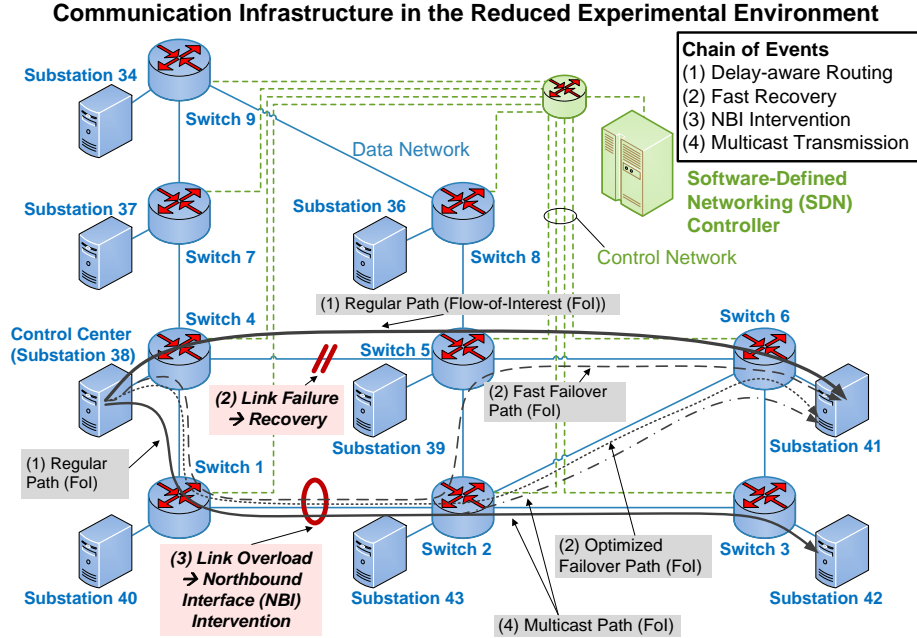 Communication Infrastructure in the Reduced Experimental Environment
Chain of Events
(1) Delay-aware Routing
(2) Fast Recovery
(3) NBI Intervention
(4) Multicast Transmission
Substation 34
Switch 9
Data Network
Software-Defined
Networking (SDN)
Controller
Substation 37
Substation 36
Switch 7
Switch 8
Control Network
(1) Regular Path (Flow-of-Interest (FoI))
Switch 4
Switch 6
Control Center
(Substation 38)
Switch 5
(2) Link Failure
→ Recovery
(2) Fast Failover
Path (FoI)
Substation 39
Substation 41
(1) Regular
Path (FoI)
Switch 1
(3) Link Overload
→ Northbound
Interface (NBI)
Intervention
Switch 2
Switch 3
(2) Optimized
Failover Path (FoI)
Substation 40
Substation 43
Substation 42
(4) Multicast Path (FoI)